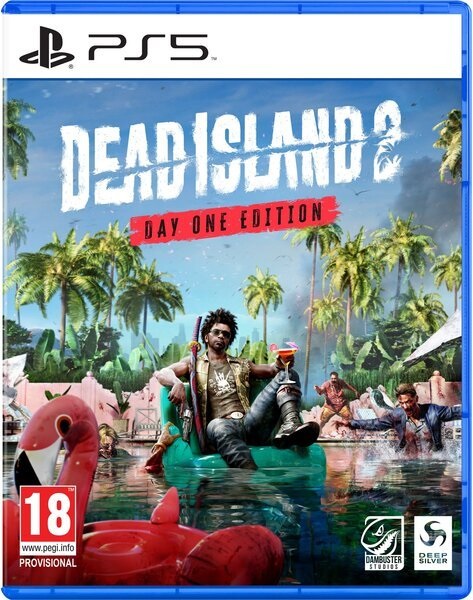 PS5
DEAD ISLAND 2
DAY ONE EDITION
18
www.pegi.info
PROVISIONAL
DAMBUSTER
STUDIOS
DEEP
SILVER